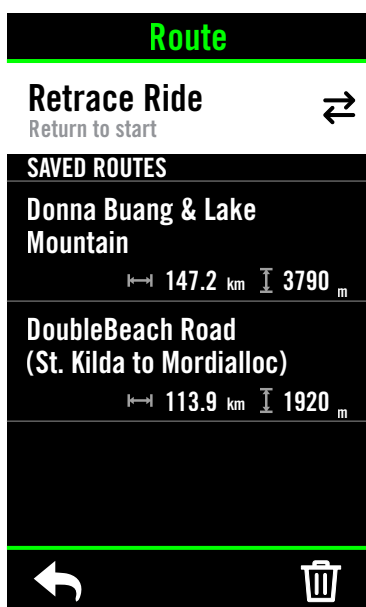 Route
Retrace Ride
Return to start
SAVED ROUTES
Donna Buang & Lake
Mountain
147.2 km 3790 m
DoubleBeach Road
(St. Kilda to Mordialloc)
113.9 km 1920 m